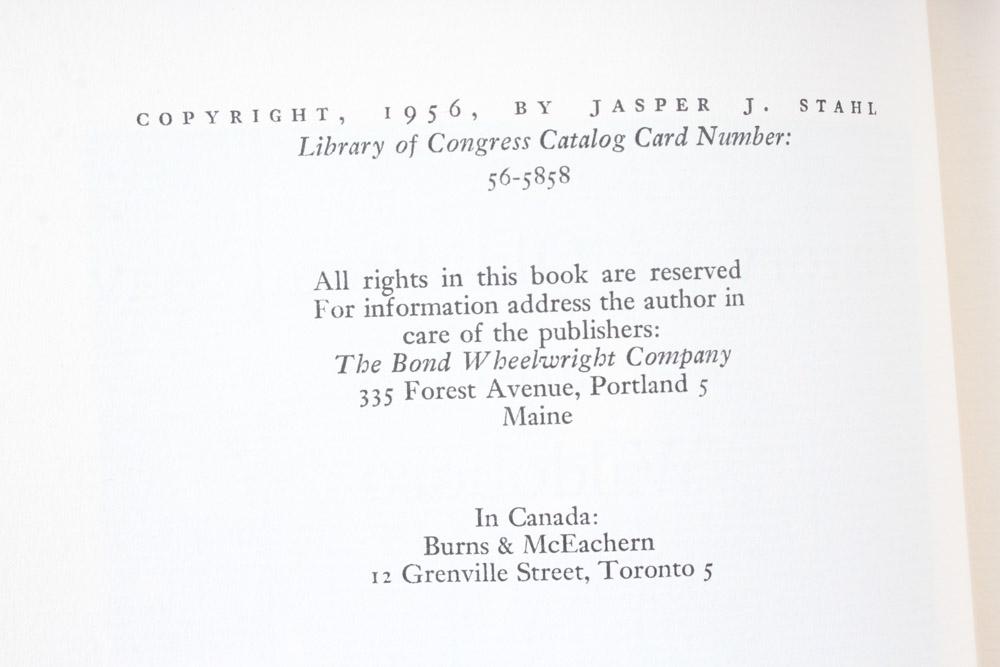 COPYRIGHT, 1956, BY JASPER J. STAHL
Library of Congress Catalog Card Number:
56-5858
All rights in this book are reserved
For information address the author in
care of the publishers:
The Bond Wheelwright Company
335 Forest Avenue, Portland 5
Maine
In Canada:
Burns & McEachern
12 Grenville Street, Toronto 5